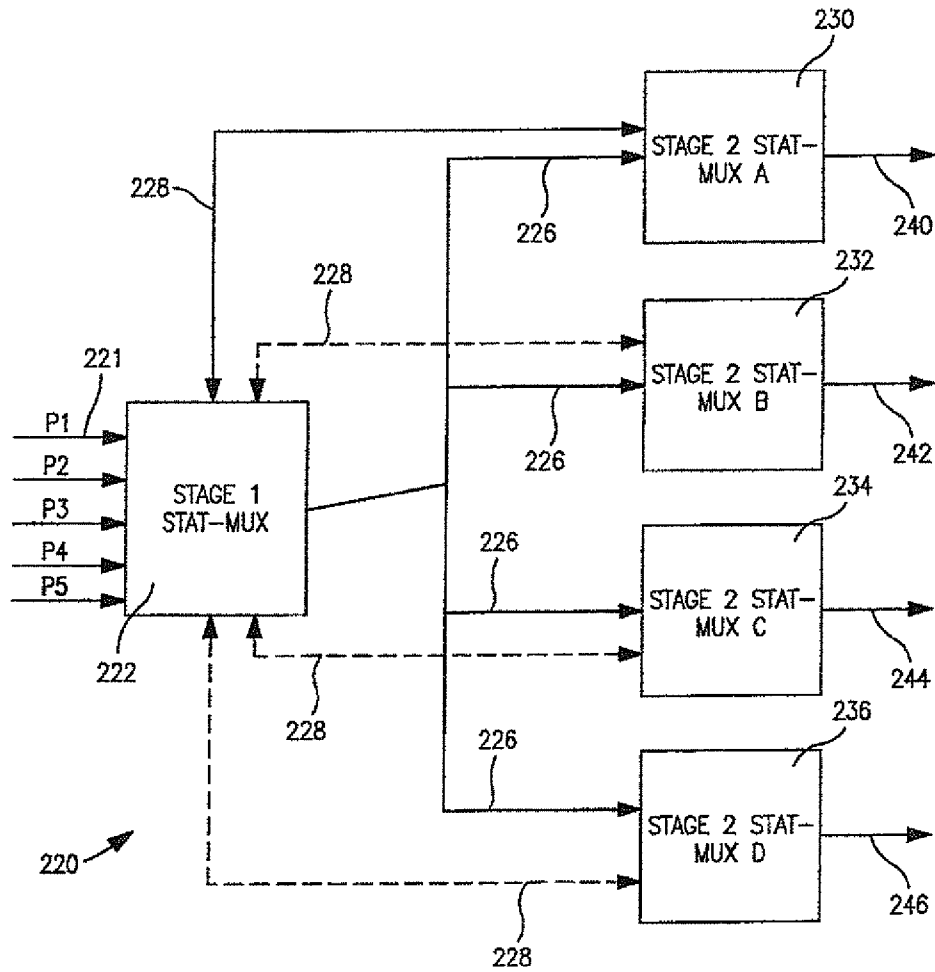 230
STAGE 2 STAT-
MUX A
228
226
240
228
232
STAGE 2 STAT-
MUX B
221
226
242
P1
P2
P3
P4
P5
STAGE 1
STAT-MUX
222
234
226
STAGE 2 STAT-
MUX C
228
244
236
226
STAGE 2 STAT-
MUX D
220
228
246